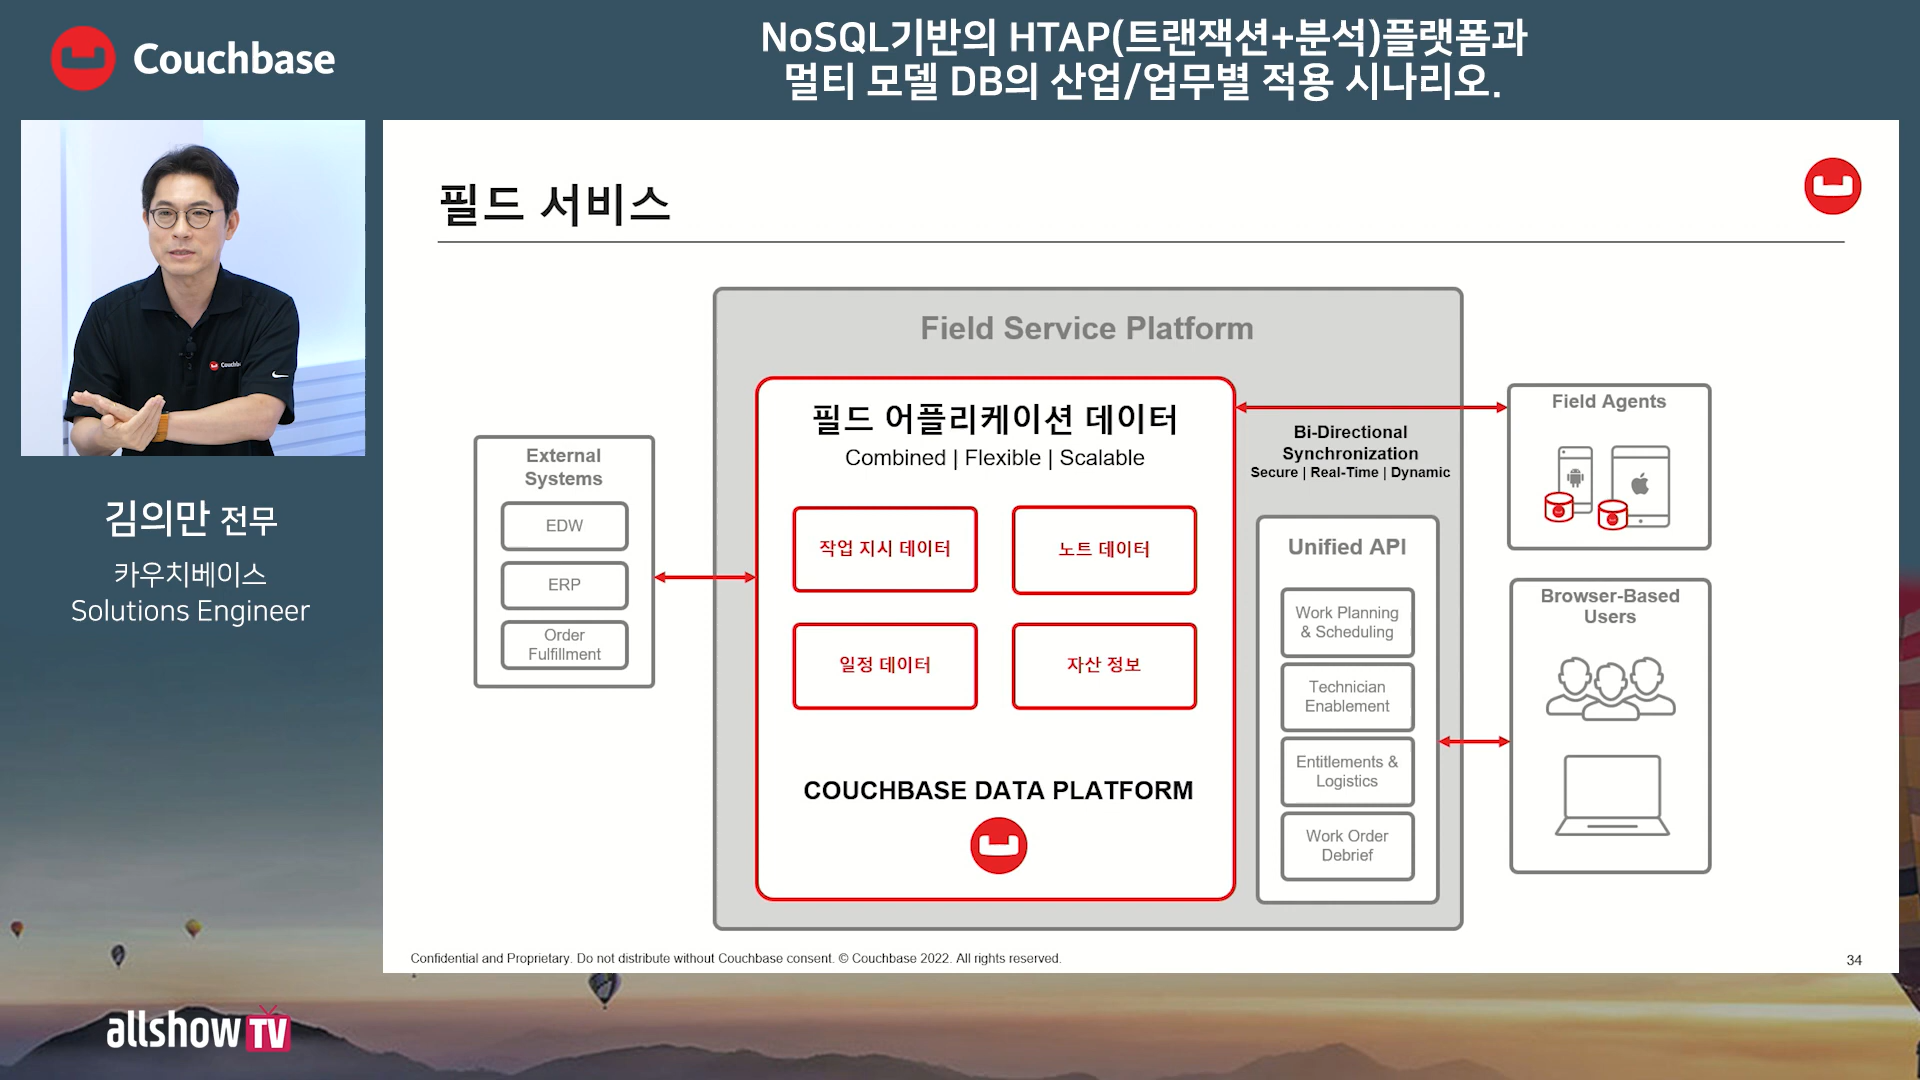 Couchbase
NoSQL기반의 HTAP(트랜잭션+분석)플랫폼과
멀티 모델 DB의 산업/업무별 적용 시나리오.
김의만 전무
카우치베이스
Solutions Engineer
allshow TV
필드 서비스
Field Service Platform
External
Systems
EDW
ERP
Order
Fulfillment
필드 어플리케이션 데이터
Combined | Flexible | Scalable
작업 지시 데이터
노트 데이터
일정 데이터
자산 정보
COUCHBASE DATA PLATFORM
Bi-Directional
Synchronization
Secure | Real-Time | Dynamic
Unified API
Work Planning
& Scheduling
Technician
Enablement
Entitlements &
Logistics
Work Order
Debrief
Field Agents
Browser-Based
Users
Confidential and Proprietary. Do not distribute without Couchbase consent. © Couchbase 2022. All rights reserved.
34